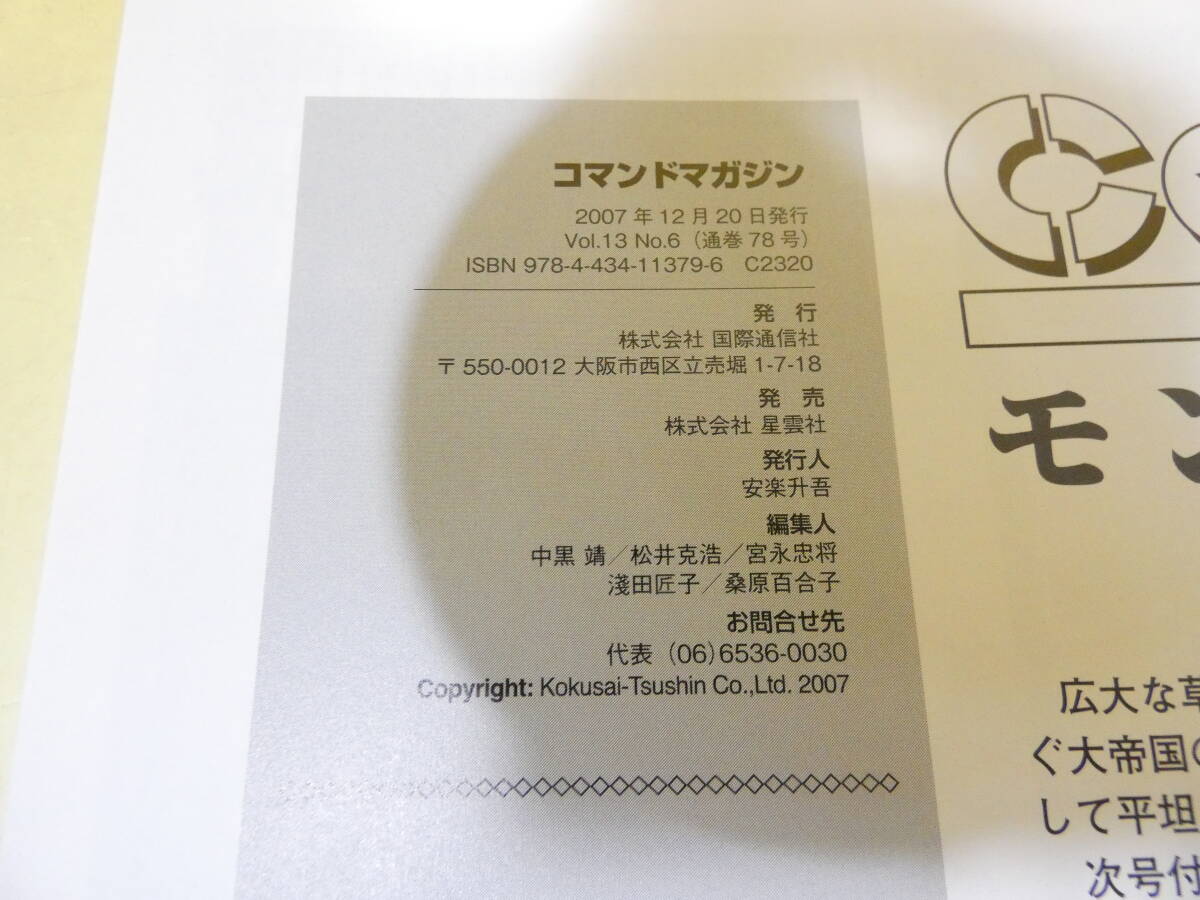 コマンドマガジン
2007年12月20日発行
Vol.13 No.6（通巻78号）
ISBN 978-4-434-11379-6 C2320
発　行
株式会社 国際通信社
〒550-0012 大阪市西区立売堀1-7-18
発　売
株式会社 星雲社
発行人
安楽升吾
編集人
中黒 靖／松井克浩／宮永忠将
淺田匠子／桑原百合子
お問合せ先
代表（06）6536-0030
Copyright: Kokusai-Tsushin Co.,Ltd. 2007
C
モン
広大な草
ぐ大帝国の
して平坦
次号付